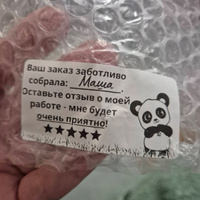 Ваш заказ заботливо
собрала: Маша.
Оставьте отзыв о моей
работе - мне будет
очень приятно!